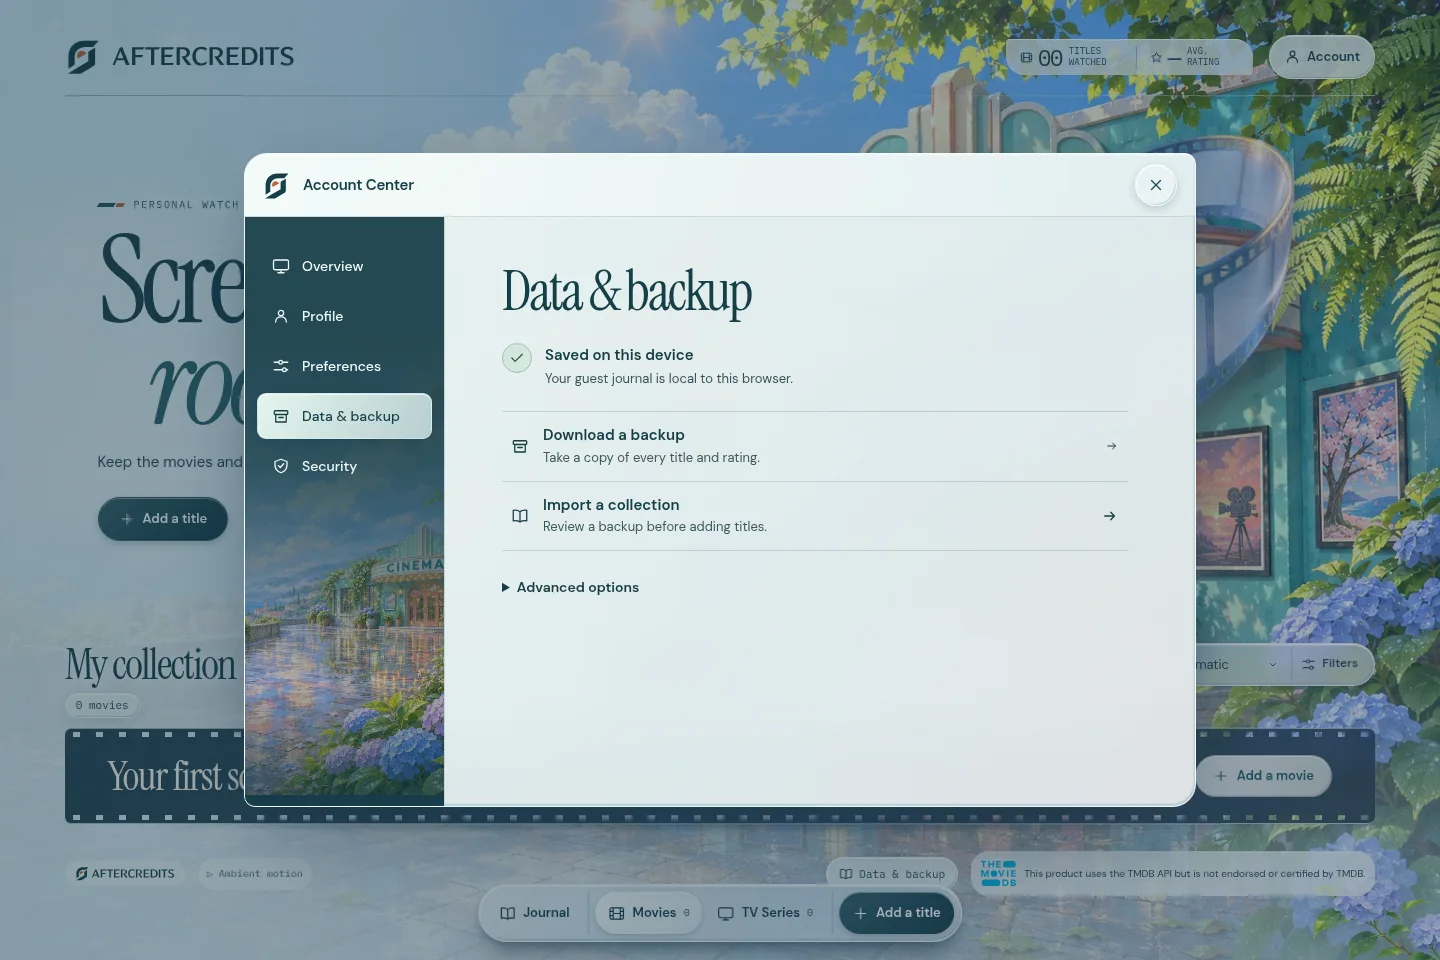 AFTERCREDITS
00 TITLES WATCHED
— AVG. RATING
Account
Account Center
PERSONAL WATCH
Overview
Profile
Preferences
Data & backup
Security
Data & backup
Saved on this device
Your guest journal is local to this browser.
Download a backup
Take a copy of every title and rating.
Import a collection
Review a backup before adding titles.
Advanced options
Keep the movies and
Add a title
CINEMA
My collection
0 movies
Filters
Your first
Add a movie
AFTERCREDITS
Ambient motion
Data & backup
THE MOVIE DB
This product uses the TMDB API but is not endorsed or certified by TMDB.
Journal
Movies 0
TV Series 0
Add a title